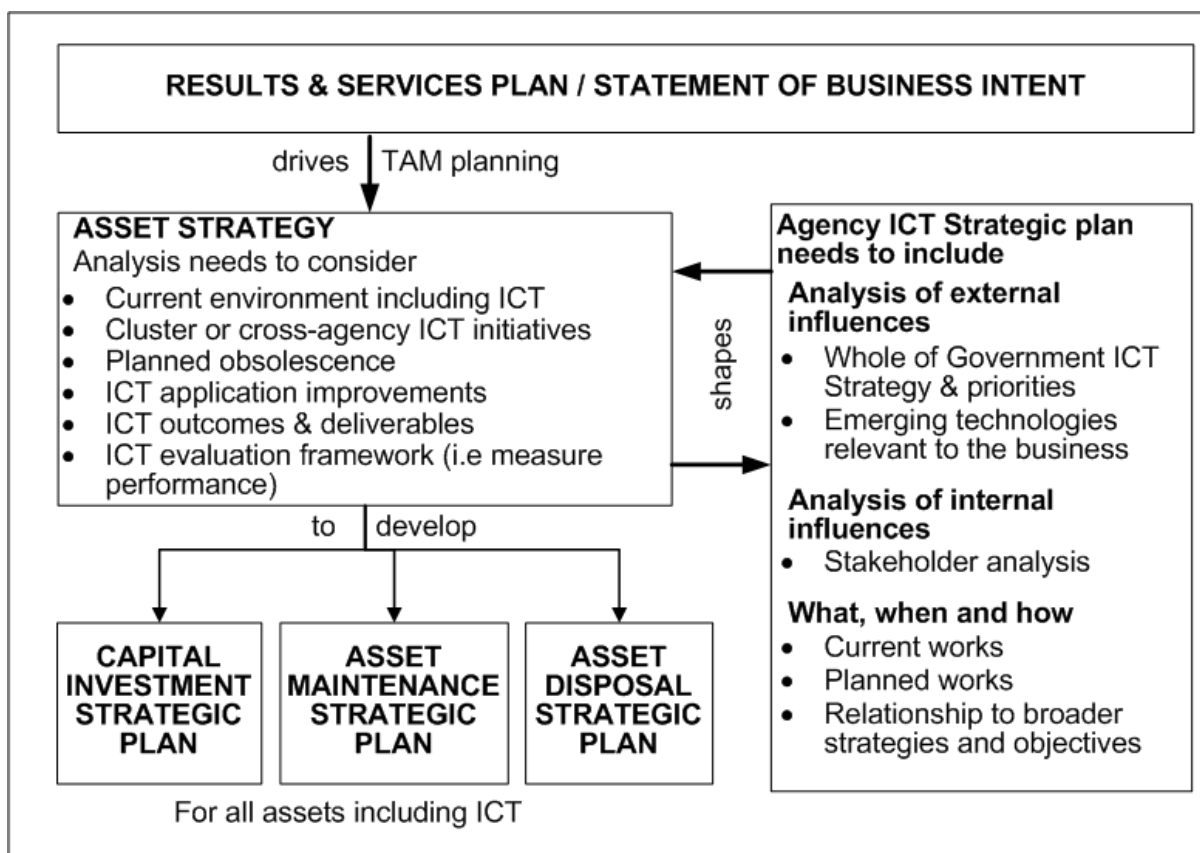 RESULTS & SERVICES PLAN / STATEMENT OF BUSINESS INTENT
drives TAM planning
ASSET STRATEGY
Analysis needs to consider
• Current environment including ICT
• Cluster or cross-agency ICT initiatives
• Planned obsolescence
• ICT application improvements
• ICT outcomes & deliverables
• ICT evaluation framework (i.e measure
performance)
shapes
Agency ICT Strategic plan
needs to include
Analysis of external
influences
• Whole of Government ICT
Strategy & priorities
• Emerging technologies
relevant to the business
Analysis of internal
influences
• Stakeholder analysis
What, when and how
• Current works
• Planned works
• Relationship to broader
strategies and objectives
to develop
CAPITAL
INVESTMENT
STRATEGIC
PLAN
ASSET
MAINTENANCE
STRATEGIC
PLAN
ASSET
DISPOSAL
STRATEGIC
PLAN
For all assets including ICT